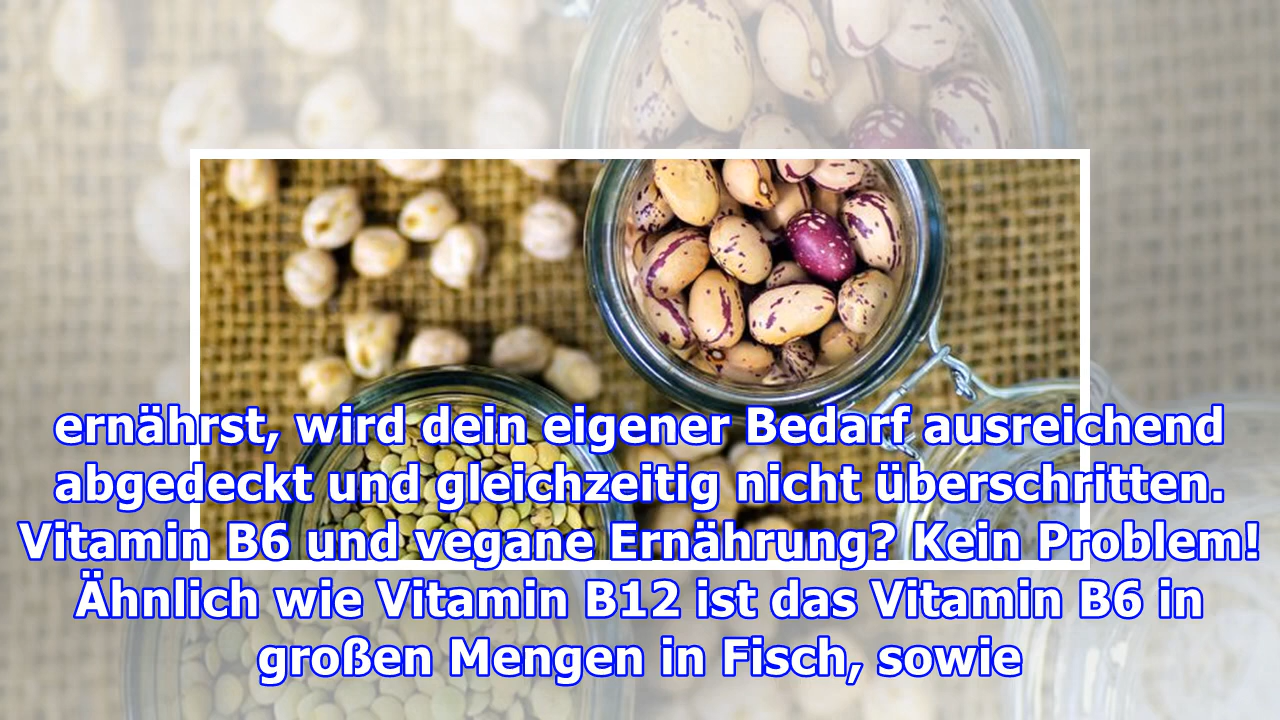 ernährst, wird dein eigener Bedarf ausreichend
abgedeckt und gleichzeitig nicht überschritten.
Vitamin B6 und vegane Ernährung? Kein Problem!
Ähnlich wie Vitamin B12 ist das Vitamin B6 in
großen Mengen in Fisch, sowie